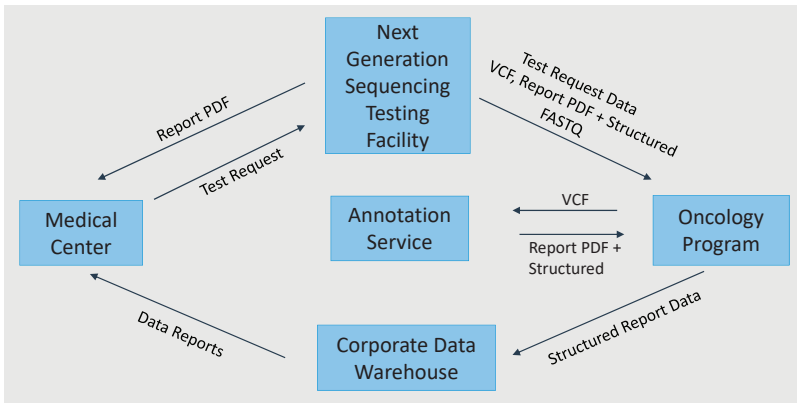 Next
Generation
Sequencing
Testing
Facility
Report PDF
Test Request
Test Request Data
VCF, Report PDF + Structured
FASTQ
Medical
Center
Annotation
Service
VCF
Report PDF +
Structured
Oncology
Program
Data Reports
Corporate Data
Warehouse
Structured Report Data